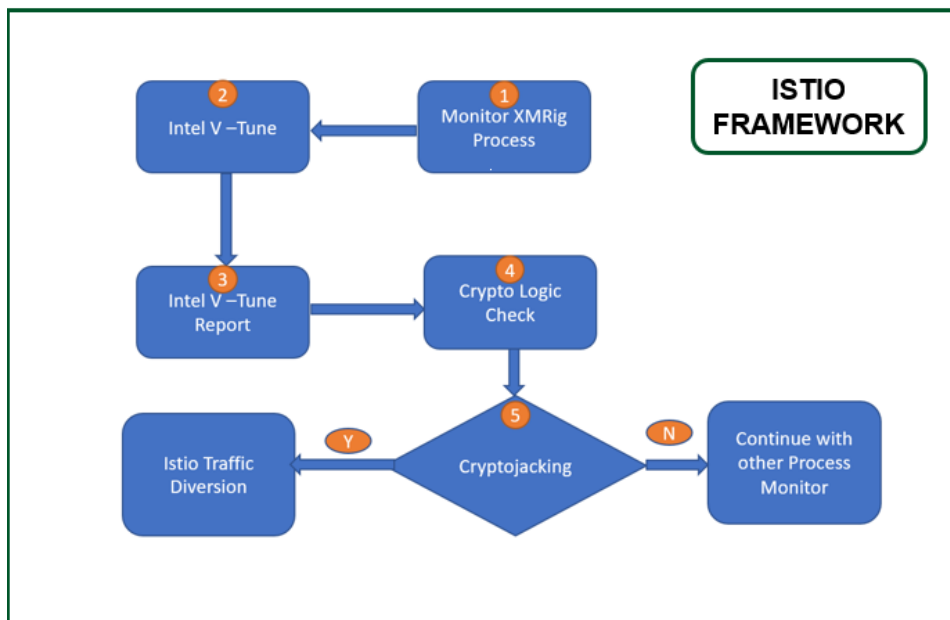 ISTIO
FRAMEWORK
1
Monitor XMRig
Process
2
Intel V –Tune
3
Intel V –Tune
Report
4
Crypto Logic
Check
5
Cryptojacking
Y
Istio Traffic
Diversion
N
Continue with
other Process
Monitor